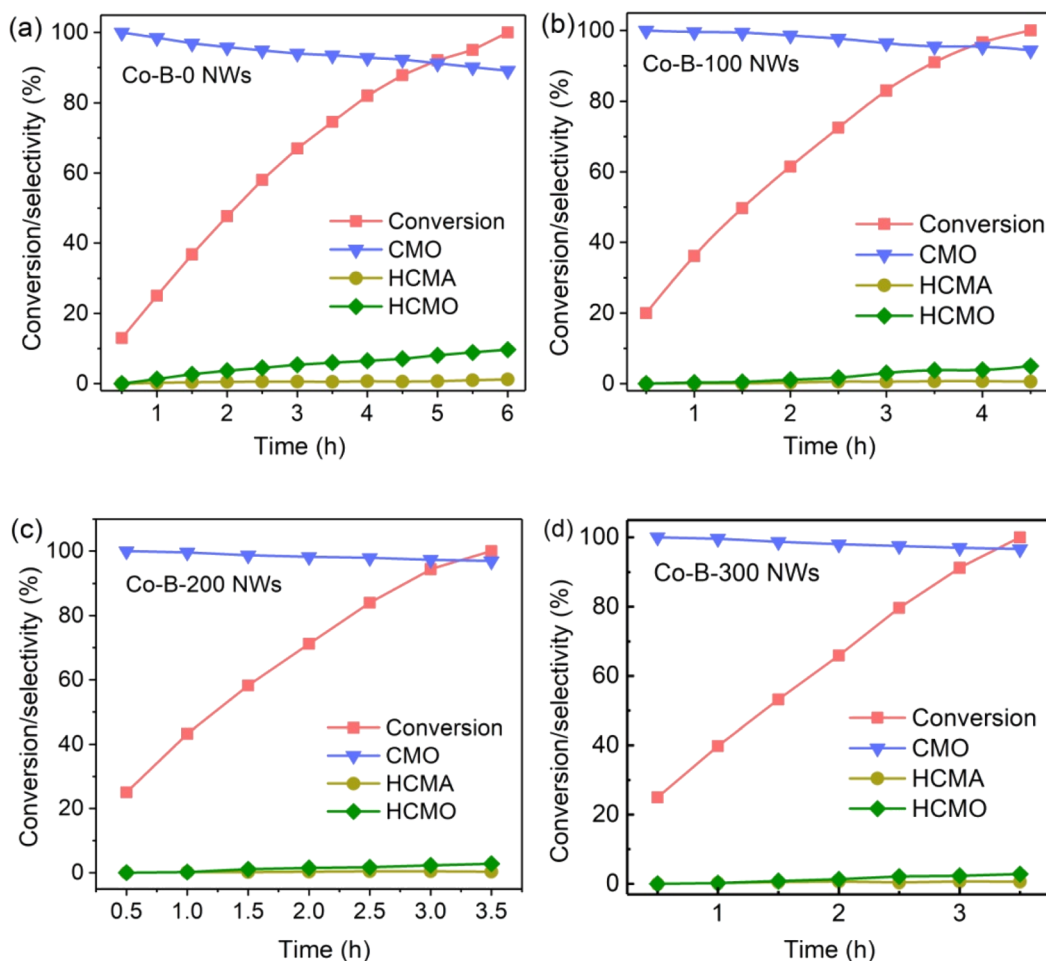 (a)
Co-B-0 NWs
Conversion/selectivity (%)
100
80
60
40
20
0
Conversion
CMO
HCMA
HCMO
1 2 3 4 5 6
Time (h)
(b)
Co-B-100 NWs
Conversion/selectivity (%)
100
80
60
40
20
0
Conversion
CMO
HCMA
HCMO
1 2 3 4
Time (h)
(c)
Co-B-200 NWs
Conversion/selectivity (%)
100
80
60
40
20
0
Conversion
CMO
HCMA
HCMO
0.5 1.0 1.5 2.0 2.5 3.0 3.5
Time (h)
(d)
Co-B-300 NWs
Conversion/selectivity (%)
100
80
60
40
20
0
Conversion
CMO
HCMA
HCMO
1 2 3
Time (h)